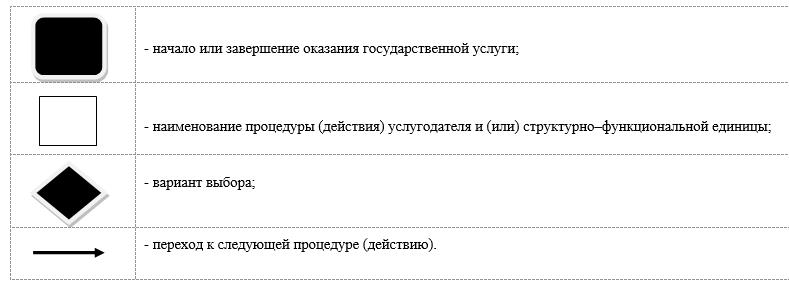 - начало или завершение оказания государственной услуги;
- наименование процедуры (действия) услугодателя и (или) структурно–функциональной единицы;
- вариант выбора;
- переход к следующей процедуре (действию).